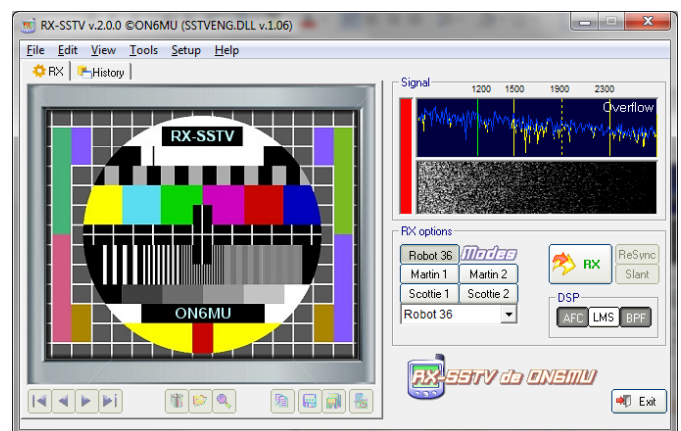 RX-SSTV v.2.0.0 ©ON6MU (SSTVENG.DLL v.1.06)
File Edit View Tools Setup Help
RX History
RX-SSTV
ON6MU
Signal
1200 1500 1900 2300
Overflow
RX options
Robot 36 Modes
Martin 1 Martin 2
Scottie 1 Scottie 2
Robot 36
RX
ReSync
Slant
DSP
AFC LMS BPF
RX-SSTV da ON6MU
Exit